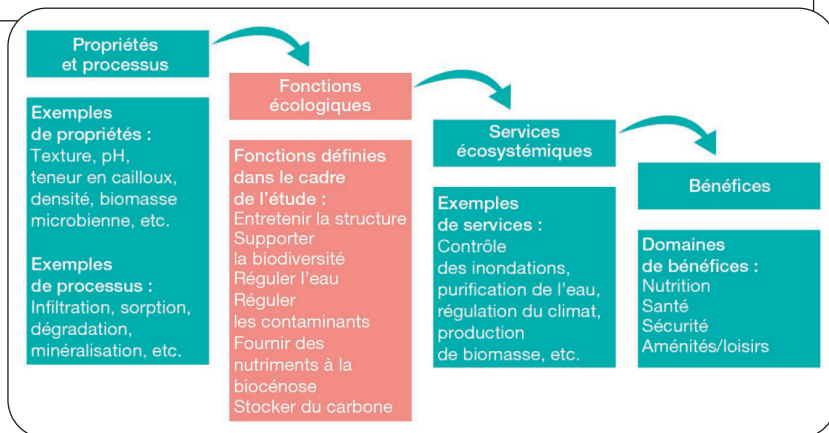 Propriétés
et processus
Exemples
de propriétés :
Texture, pH,
teneur en cailloux,
densité, biomasse
microbienne, etc.
Exemples
de processus :
Infiltration, sorption,
dégradation,
minéralisation, etc.
Fonctions
écologiques
Fonctions définies
dans le cadre
de l’étude :
Entretenir la structure
Supporter
la biodiversité
Réguler l’eau
Réguler
les contaminants
Fournir des
nutriments à la
biocénose
Stocker du carbone
Services
écosystémiques
Exemples
de services :
Contrôle
des inondations,
purification de l’eau,
régulation du climat,
production
de biomasse, etc.
Bénéfices
Domaines
de bénéfices :
Nutrition
Santé
Sécurité
Aménités/loisirs